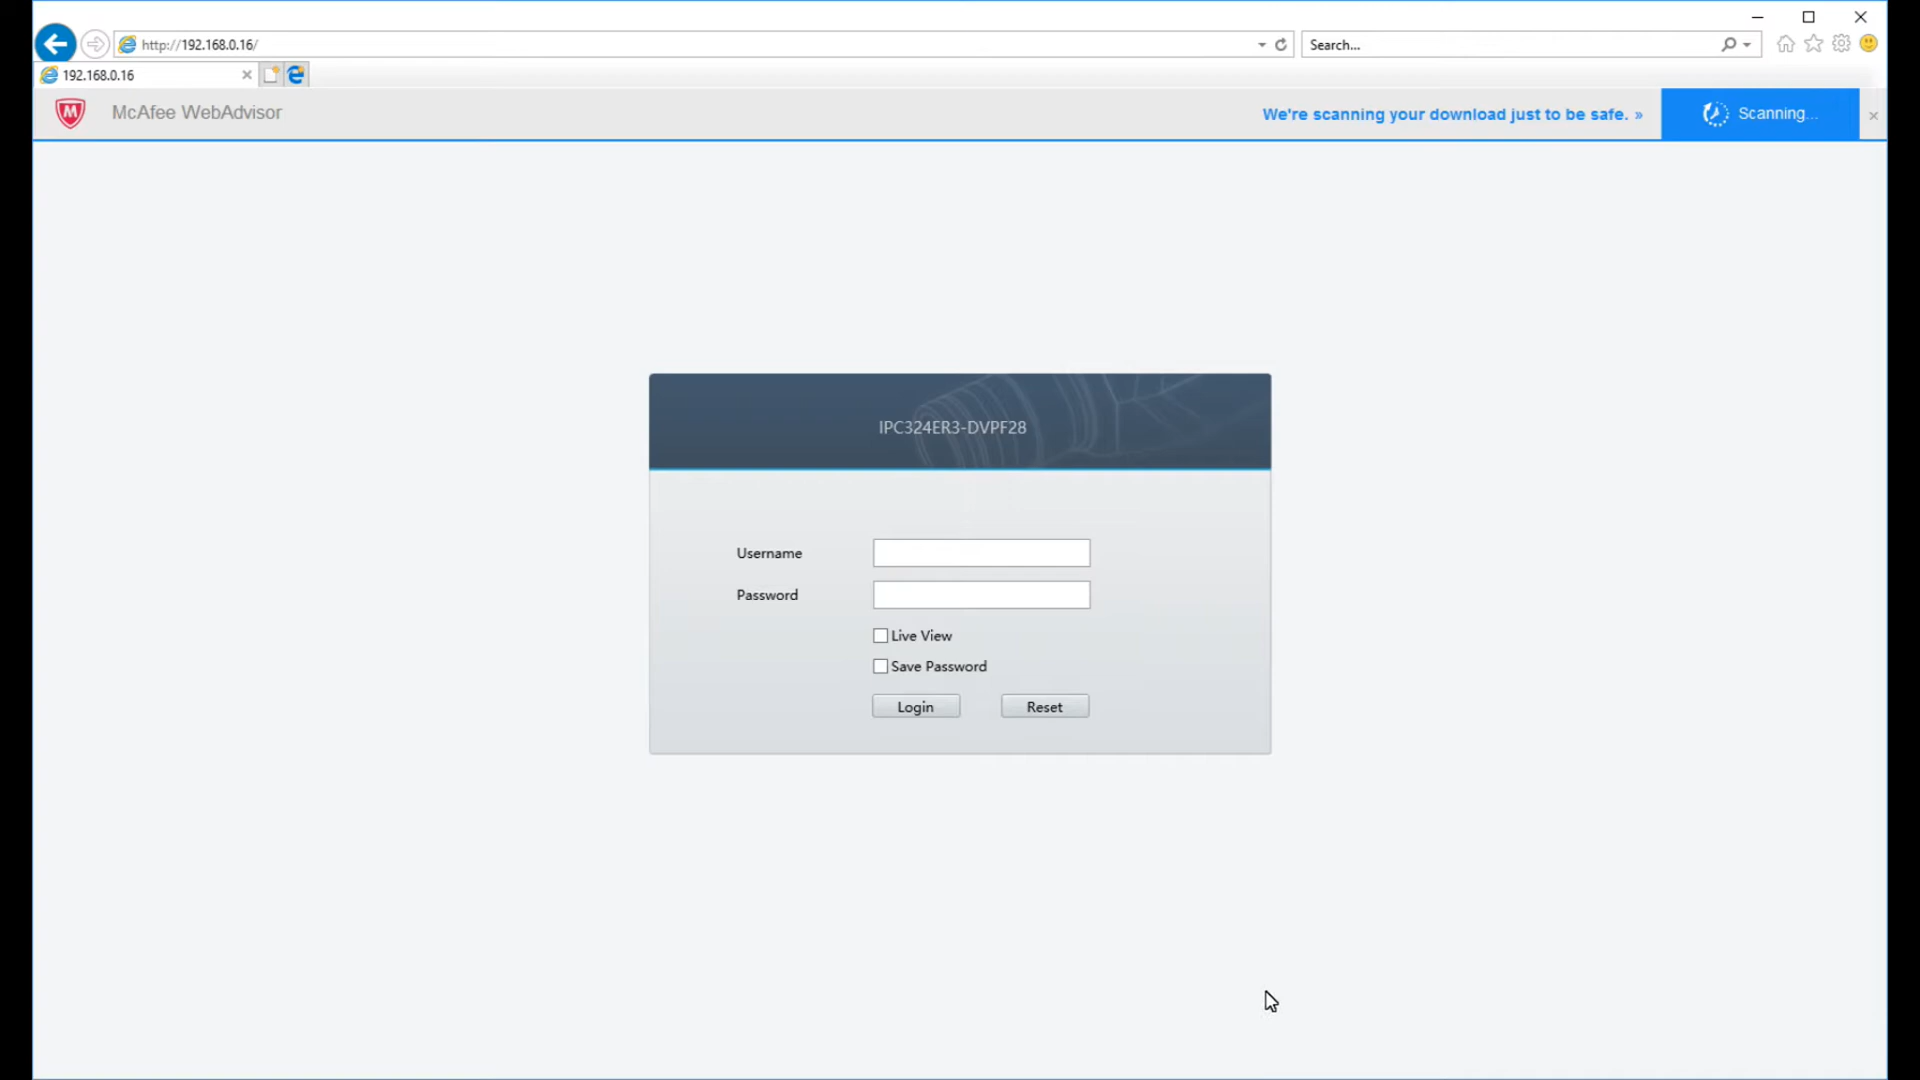 http://192.168.0.16/
Search...
192.168.0.16
McAfee WebAdvisor
We're scanning your download just to be safe. »
Scanning...
IPC324ER3-DVPF28
Username
Password
Live View
Save Password
Login
Reset